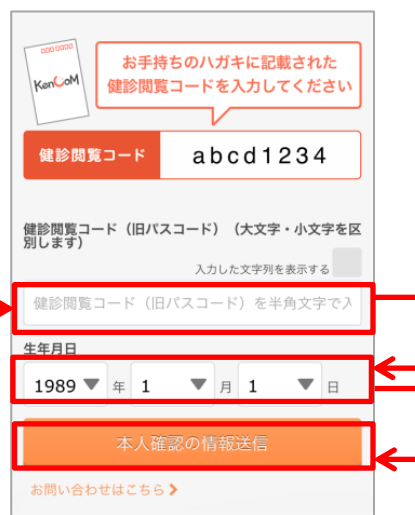 000 0000
KenCoM
お手持ちのハガキに記載された
健診閲覧コードを入力してください
健診閲覧コード abcd1234
健診閲覧コード（旧パスコード）（大文字・小文字を区
別します）
入力した文字列を表示する
健診閲覧コード（旧パスコード）を半角文字で入
生年月日
1989 年 1 月 1 日
本人確認の情報送信
お問い合わせはこちら